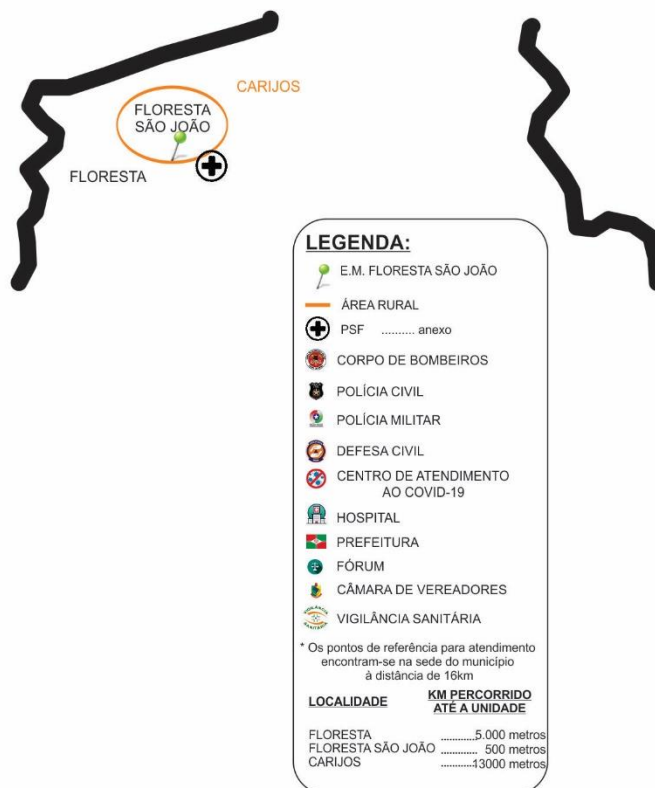 CARIJOS
FLORESTA
SÃO JOÃO
FLORESTA
LEGENDA:
E.M. FLORESTA SÃO JOÃO
ÁREA RURAL
PSF .......... anexo
CORPO DE BOMBEIROS
POLÍCIA CIVIL
POLÍCIA MILITAR
DEFESA CIVIL
CENTRO DE ATENDIMENTO
AO COVID-19
HOSPITAL
PREFEITURA
FÓRUM
CÂMARA DE VEREADORES
VIGILÂNCIA SANITÁRIA
* Os pontos de referência para atendimento
encontram-se na sede do município
à distância de 16km
LOCALIDADE KM PERCORRIDO
ATÉ A UNIDADE
FLORESTA ............5.000 metros
FLORESTA SÃO JOÃO ............. 500 metros
CARIJOS ............13000 metros